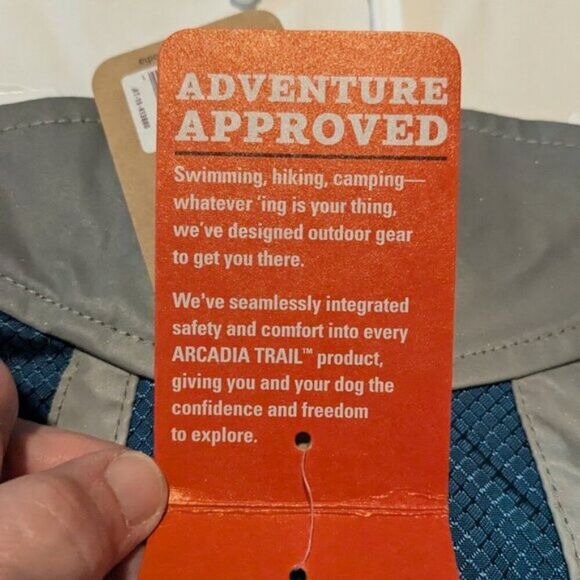 ADVENTURE
APPROVED
Swimming, hiking, camping—
whatever 'ing is your thing,
we've designed outdoor gear
to get you there.
We've seamlessly integrated
safety and comfort into every
ARCADIA TRAIL™ product,
giving you and your dog the
confidence and freedom
to explore.